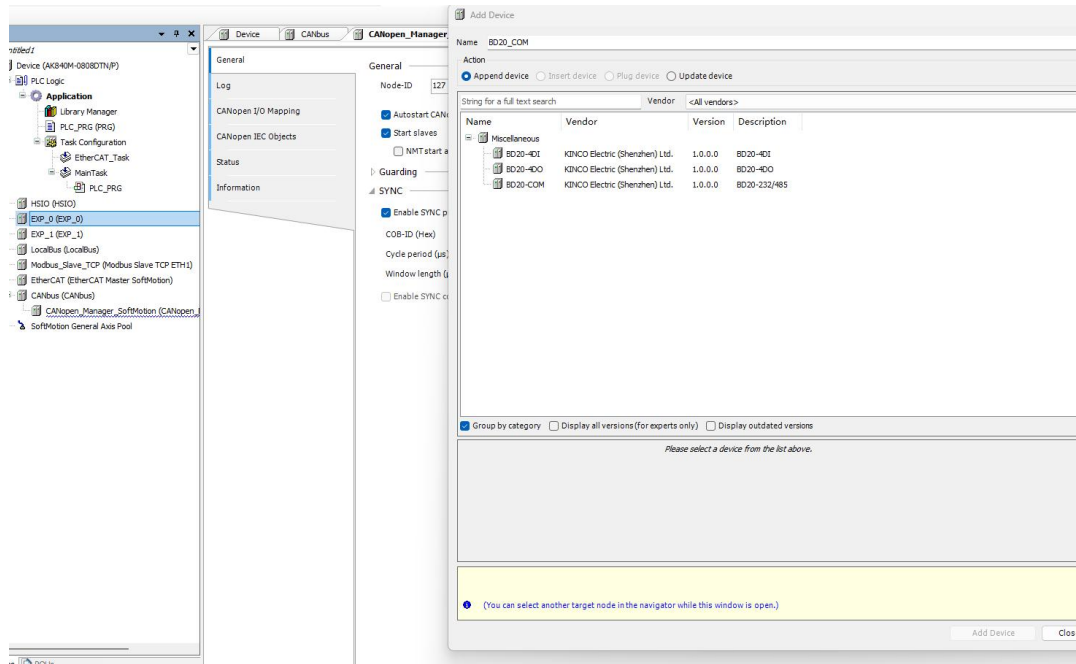 Device (AK840M-0808DTN/P)
PLC Logic
Application
Library Manager
PLC_PRG (PRG)
Task Configuration
EtherCAT_Task
MainTask
PLC_PRG
HSIO (HSIO)
EXP_0 (EXP_0)
EXP_1 (EXP_1)
LocalBus (LocalBus)
Modbus_Slave_TCP (Modbus Slave TCP ETH1)
EtherCAT (EtherCAT Master SoftMotion)
CANbus (CANbus)
CANopen_Manager_SoftMotion (CANopen_
SoftMotion General Axis Pool
Device
CANbus
CANopen_Manager_
General
Log
CANopen I/O Mapping
CANopen IEC Objects
Status
Information
General
Node-ID 127
Autostart CAN
Start slaves
NMT start a
Guarding
SYNC
Enable SYNC p
COB-ID (Hex)
Cycle period (µs)
Window length (
Enable SYNC c
Add Device
Name BD20_COM
Action
Append device Insert device Plug device Update device
String for a full text search Vendor <All vendors>
Name Vendor Version Description
Miscellaneous
BD20-4DI KINCO Electric (Shenzhen) Ltd. 1.0.0.0 BD20-4DI
BD20-4DO KINCO Electric (Shenzhen) Ltd. 1.0.0.0 BD20-4DO
BD20-COM KINCO Electric (Shenzhen) Ltd. 1.0.0.0 BD20-232/485
Group by category Display all versions(for experts only) Display outdated versions
Please select a device from the list above.
(You can select another target node in the navigator while this window is open.)
Add Device Clos